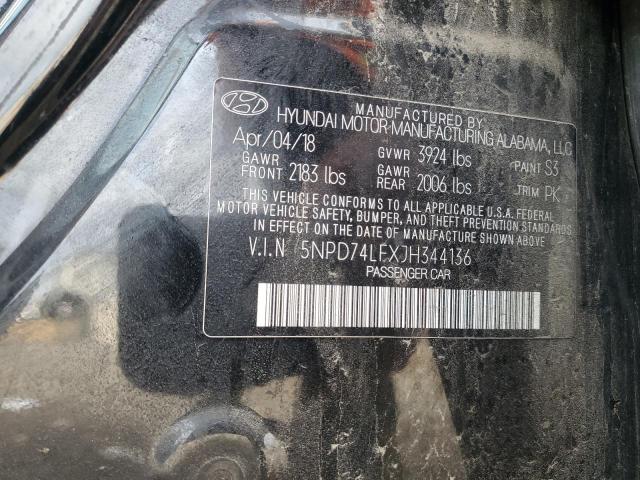 MANUFACTURED BY
HYUNDAI MOTOR MANUFACTURING ALABAMA, LLC
Apr/04/18 GVWR 3924 lbs PAINT S3
GAWR FRONT 2183 lbs GAWR REAR 2006 lbs TRIM PK
THIS VEHICLE CONFORMS TO ALL APPLICABLE U.S.A. FEDERAL
MOTOR VEHICLE SAFETY, BUMPER, AND THEFT PREVENTION STANDARDS
IN EFFECT ON THE DATE OF MANUFACTURE SHOWN ABOVE.
V.I.N 5NPD74LFXJH344136
PASSENGER CAR